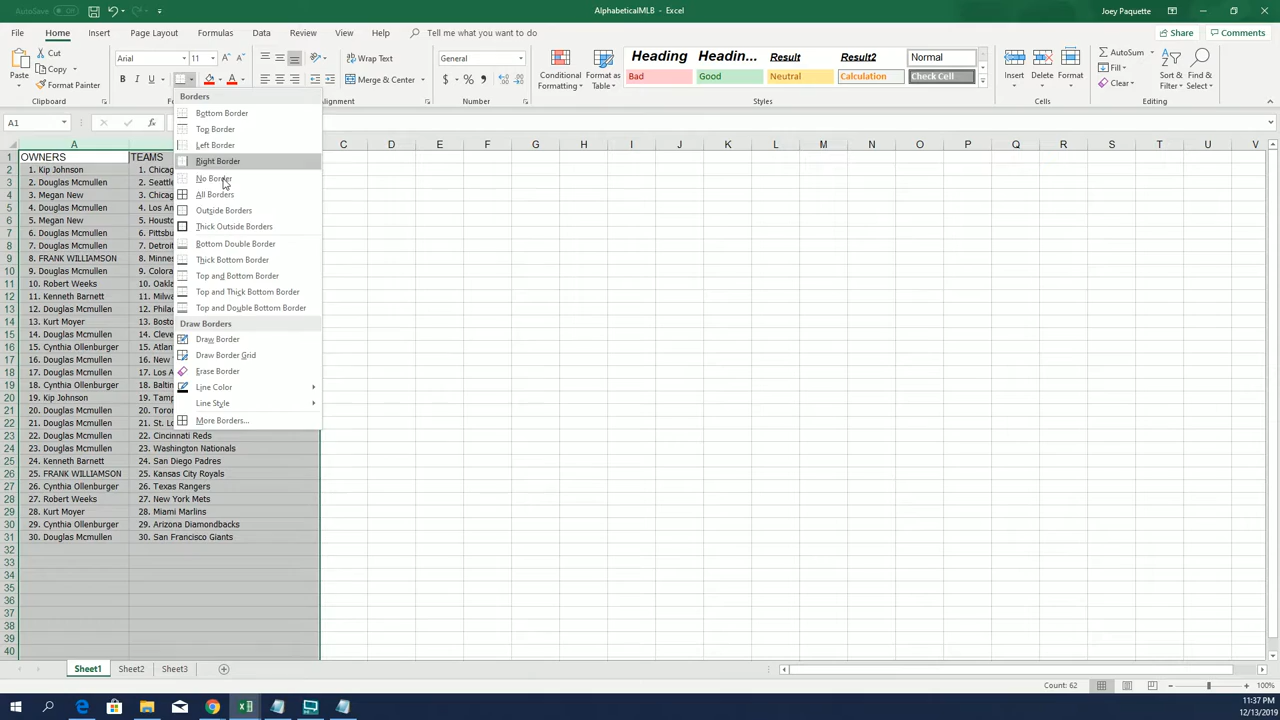 AutoSave Off
AlphabeticalMLB - Excel
Joey Paquette
File Home Insert Page Layout Formulas Data Review View Help Tell me what you want to do
Share Comments
Paste Cut Copy Format Painter
Arial 11
B I U
Wrap Text
Merge & Center
General
$ % 9
Conditional Formatting
Format as Table
Heading Headin... Result Result2 Normal
Bad Good Neutral Calculation Check Cell
Insert Delete Format
AutoSum Fill Clear
Sort & Filter
Find & Select
Clipboard Alignment Number Styles Cells Editing
A1
A C D E F G H I J K L M N O P Q R S T U V
1 OWNERS TEAMS
2 1. Kip Johnson 1. Chicag
3 2. Douglas Mcmullen 2. Seattle
4 3. Megan New 3. Chicag
5 4. Douglas Mcmullen 4. Los An
6 5. Megan New 5. Houst
7 6. Douglas Mcmullen 6. Pittsbu
8 7. Douglas Mcmullen 7. Detroit
9 8. FRANK WILLIAMSON 8. Minnes
10 9. Douglas Mcmullen 9. Colora
11 10. Robert Weeks 10. Oakla
12 11. Kenneth Barnett 11. Milwa
13 12. Douglas Mcmullen 12. Philad
14 13. Kurt Moyer 13. Boston
15 14. Douglas Mcmullen 14. Cleve
16 15. Cynthia Ollenburger 15. Atlant
17 16. Douglas Mcmullen 16. New Y
18 17. Douglas Mcmullen 17. Los A
19 18. Cynthia Ollenburger 18. Baltin
20 19. Kip Johnson 19. Tampa
21 20. Douglas Mcmullen 20. Toron
22 21. Douglas Mcmullen 21. St. Lo
23 22. Douglas Mcmullen 22. Cincinnati Reds
24 23. Douglas Mcmullen 23. Washington Nationals
25 24. Kenneth Barnett 24. San Diego Padres
26 25. FRANK WILLIAMSON 25. Kansas City Royals
27 26. Cynthia Ollenburger 26. Texas Rangers
28 27. Robert Weeks 27. New York Mets
29 28. Kurt Moyer 28. Miami Marlins
30 29. Cynthia Ollenburger 29. Arizona Diamondbacks
31 30. Douglas Mcmullen 30. San Francisco Giants
32
33
34
35
36
37
38
39
40
Borders
Bottom Border
Top Border
Left Border
Right Border
No Border
All Borders
Outside Borders
Thick Outside Borders
Bottom Double Border
Thick Bottom Border
Top and Bottom Border
Top and Thick Bottom Border
Top and Double Bottom Border
Draw Borders
Draw Border
Draw Border Grid
Erase Border
Line Color
Line Style
More Borders...
Sheet1 Sheet2 Sheet3
Count: 62
100%
11:37 PM
12/13/2019